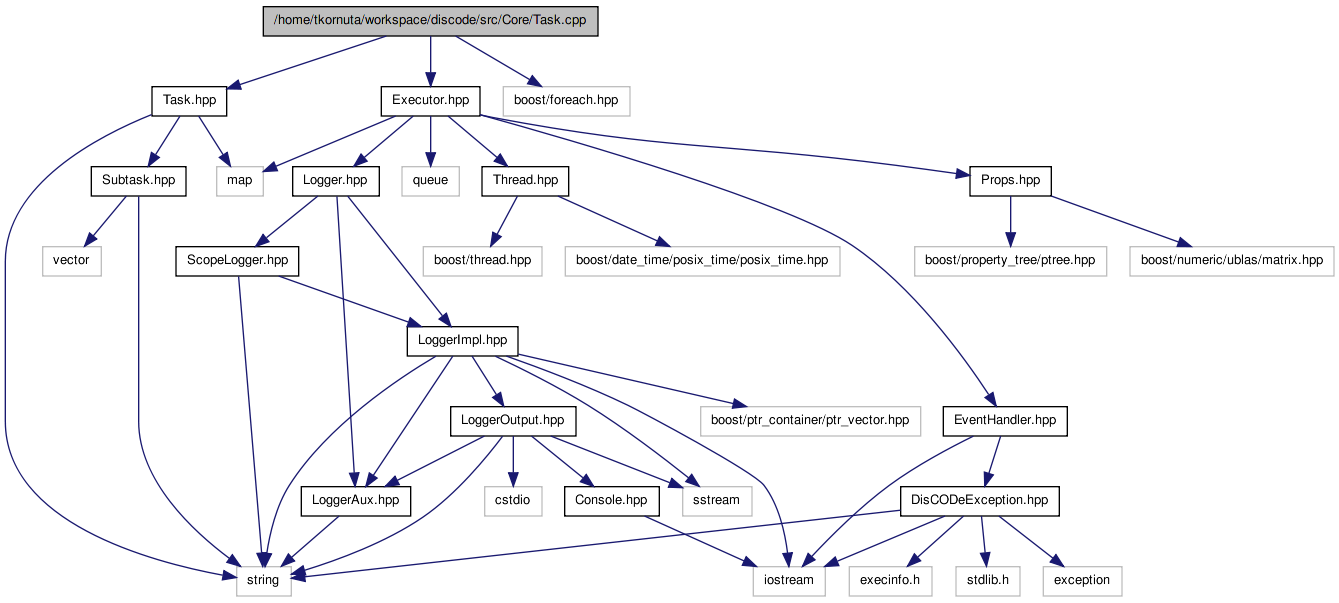 /home/tkornuta/workspace/discode/src/Core/Task.cpp
Task.hpp
Executor.hpp
boost/foreach.hpp
Subtask.hpp
map
Logger.hpp
queue
Thread.hpp
Props.hpp
vector
ScopeLogger.hpp
boost/thread.hpp
boost/date_time/posix_time/posix_time.hpp
boost/property_tree/ptree.hpp
boost/numeric/ublas/matrix.hpp
LoggerImpl.hpp
LoggerOutput.hpp
boost/ptr_container/ptr_vector.hpp
EventHandler.hpp
LoggerAux.hpp
cstdio
Console.hpp
sstream
DisCODeException.hpp
string
iostream
execinfo.h
stdlib.h
exception